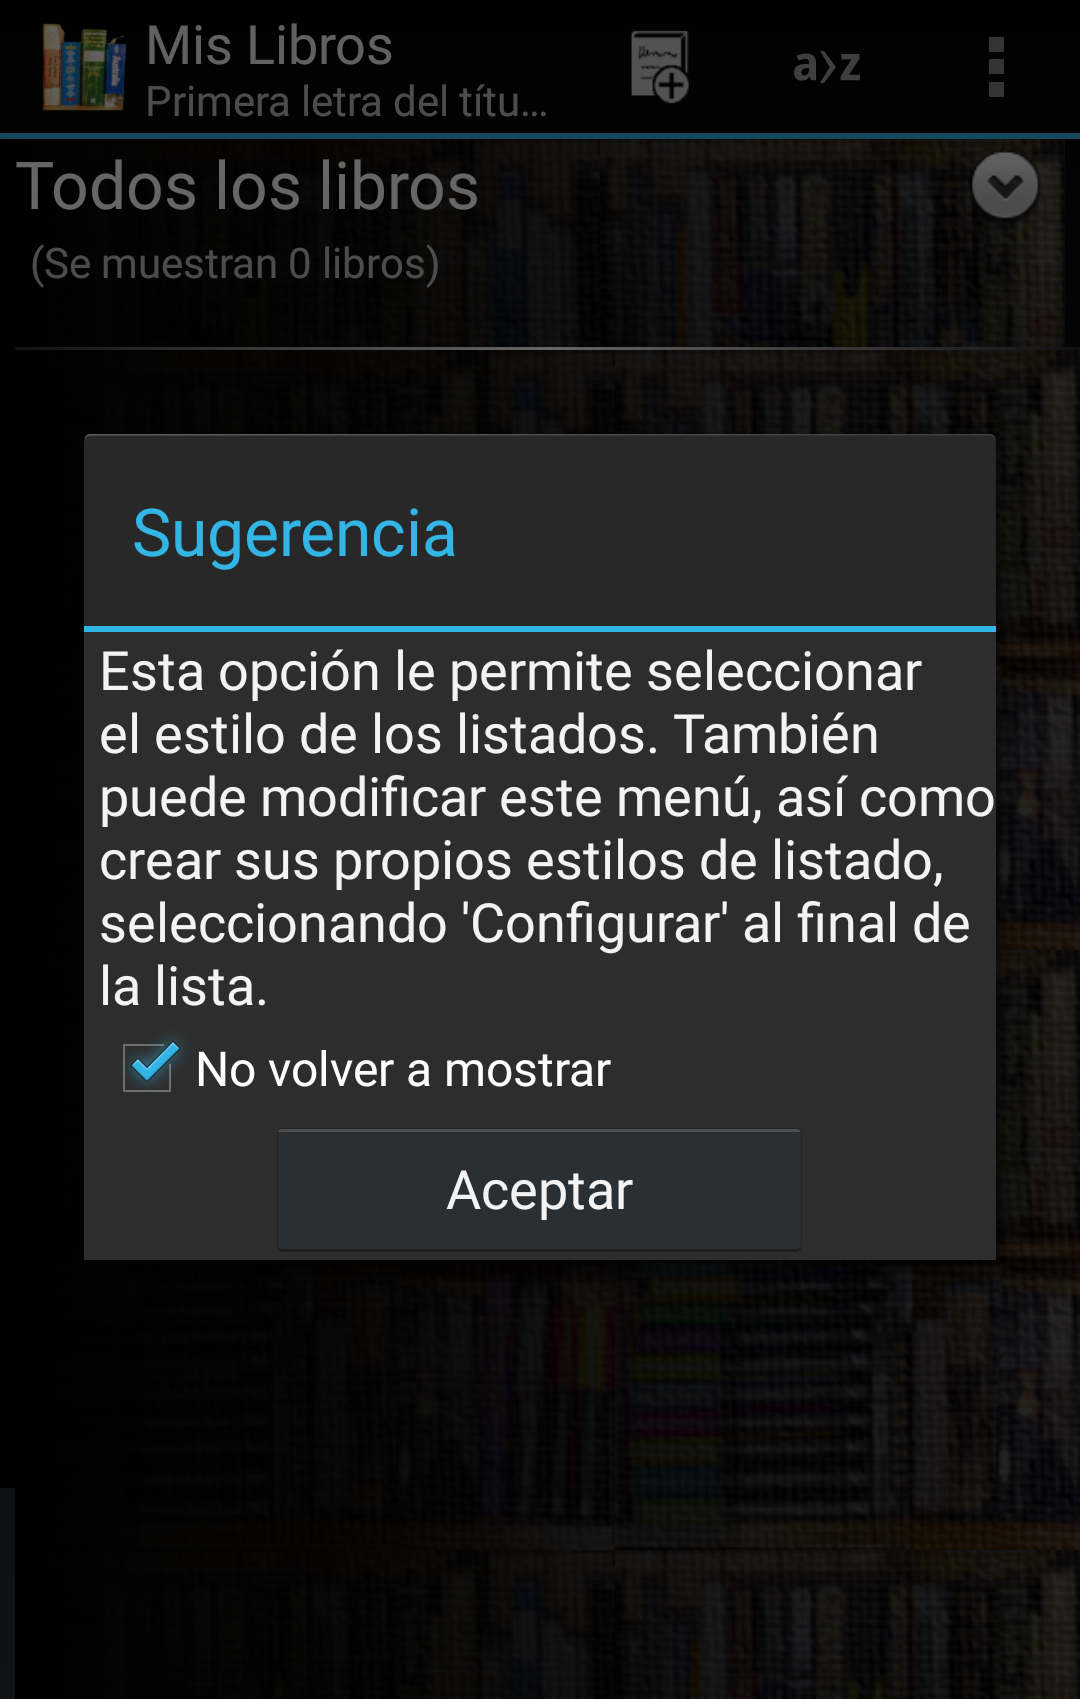 Mis Libros
Primera letra del títu...
a›z
Todos los libros
(Se muestran 0 libros)
Sugerencia
Esta opción le permite seleccionar
el estilo de los listados. También
puede modificar este menú, así como
crear sus propios estilos de listado,
seleccionando 'Configurar' al final de
la lista.
No volver a mostrar
Aceptar